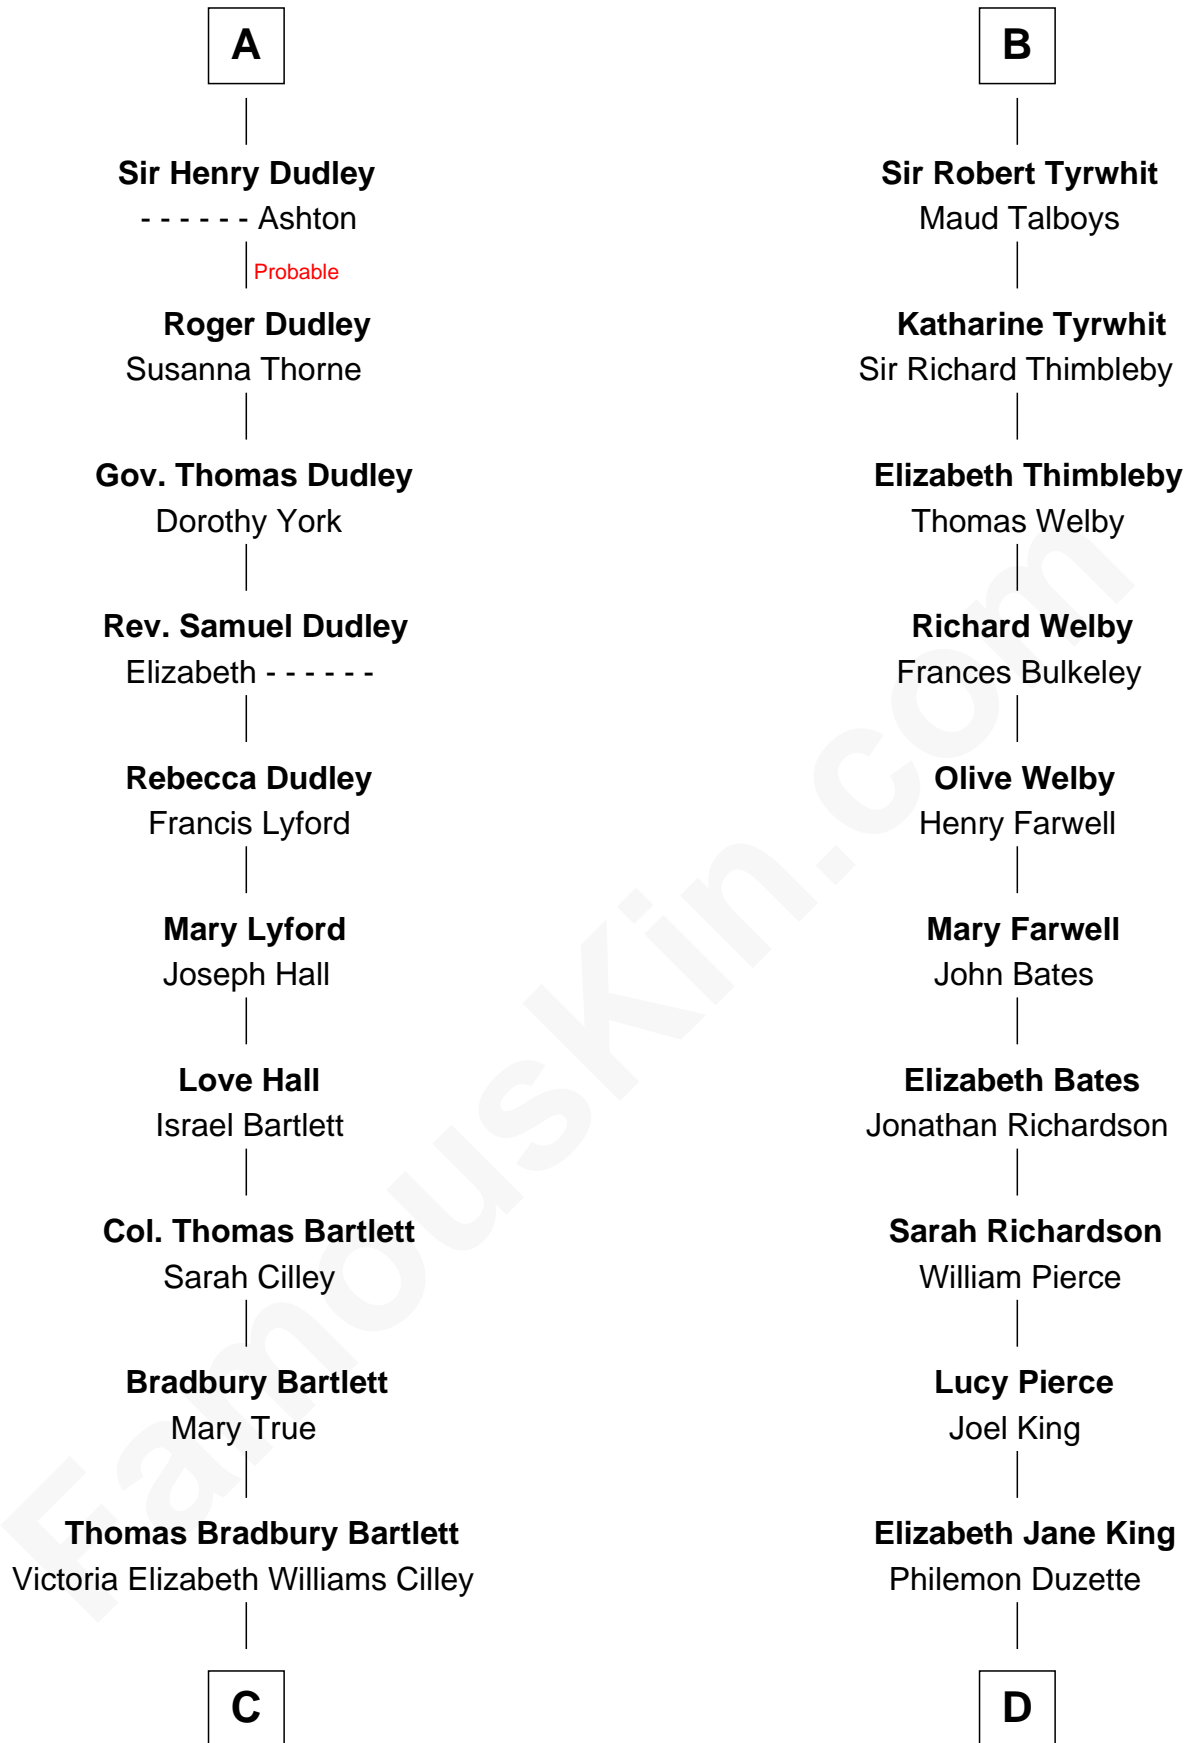 A
Sir Henry Dudley
- - - - - - Ashton
Probable
Roger Dudley
Susanna Thorne
Gov. Thomas Dudley
Dorothy York
Rev. Samuel Dudley
Elizabeth - - - - - -
Rebecca Dudley
Francis Lyford
Mary Lyford
Joseph Hall
Love Hall
Israel Bartlett
Col. Thomas Bartlett
Sarah Cilley
Bradbury Bartlett
Mary True
Thomas Bradbury Bartlett
Victoria Elizabeth Williams Cilley
C
B
Sir Robert Tyrwhit
Maud Talboys
Katharine Tyrwhit
Sir Richard Thimbleby
Elizabeth Thimbleby
Thomas Welby
Richard Welby
Frances Bulkeley
Olive Welby
Henry Farwell
Mary Farwell
John Bates
Elizabeth Bates
Jonathan Richardson
Sarah Richardson
William Pierce
Lucy Pierce
Joel King
Elizabeth Jane King
Philemon Duzette
D
FamousKin.com